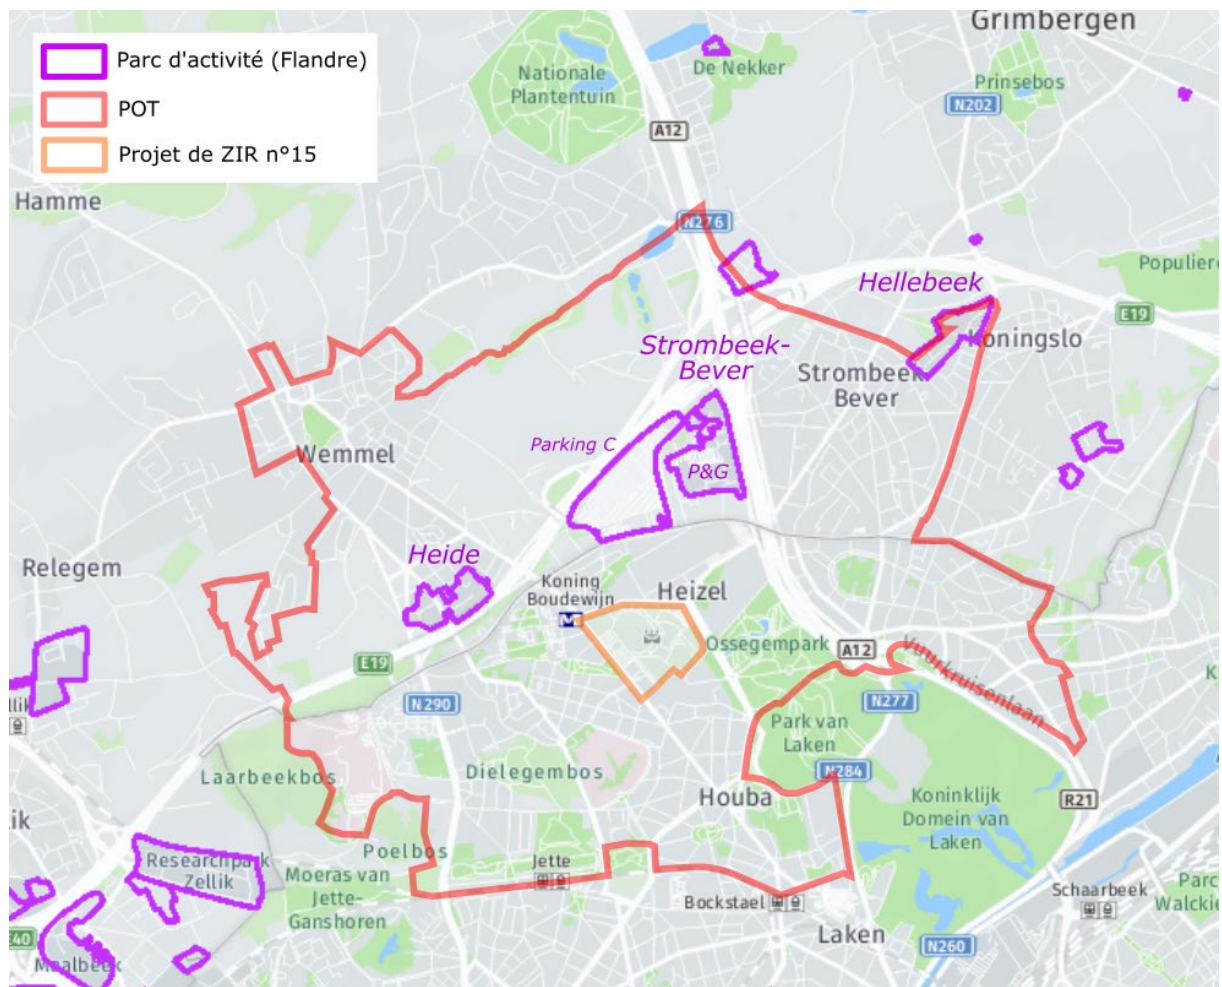 Grimbergen
Parc d'activité (Flandre)
POT
Projet de ZIR n°15
Nationale
Plantentuin
De Nekker
Prinsebos
N202
A12
Hamme
N276
Hellebeek
E19
Koningslo
Strombeek-
Bever
Strombeek
Bever
Parking C
P&G
Wemmel
Relegem
Heide
Koning
Boudewijn
M
Heizel
Ossegempark
A12
Vuurkruisenlaan
E19
N290
N277
Park van
Laken
Laarbeekbos
Dielegembos
N284
Houba
Koninklijk
Domein van
Laken
R21
Poelbos
Researchpark
Zellik
Jette
Moeras van
Jette-
Ganshoren
Bockstael
Schaarbeek
Laken
N260
E40